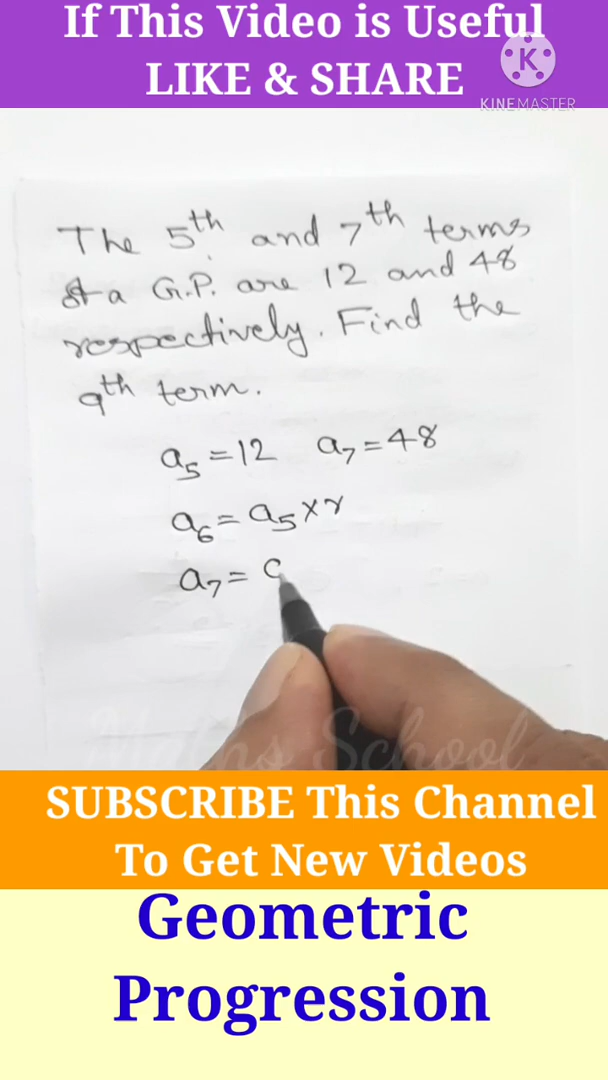 If This Video is Useful
LIKE & SHARE
KINEMASTER
The 5th and 7th terms
of a G.P. are 12 and 48
respectively. Find the
9th term.
a₅ = 12 a₇ = 48
a₆ = a₅ × r
a₇ =
Maths School
SUBSCRIBE This Channel
To Get New Videos
Geometric
Progression